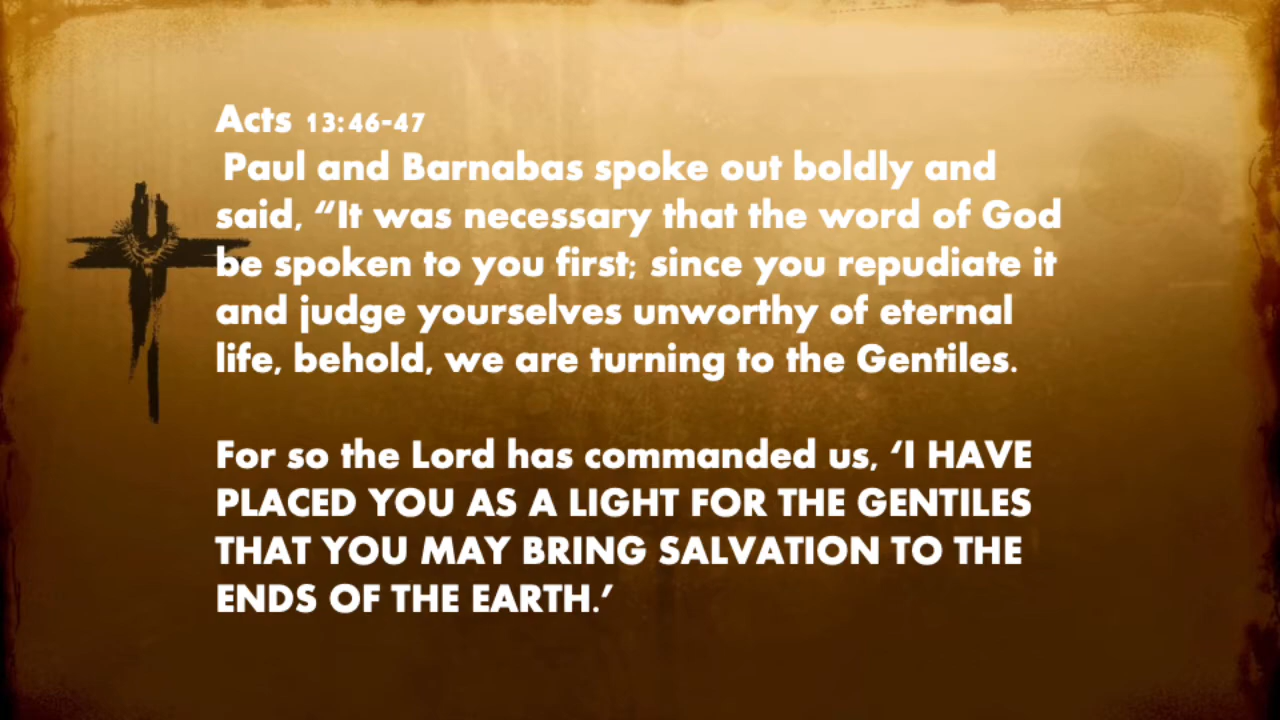 Acts 13:46-47
Paul and Barnabas spoke out boldly and
said, “It was necessary that the word of God
be spoken to you first; since you repudiate it
and judge yourselves unworthy of eternal
life, behold, we are turning to the Gentiles.
For so the Lord has commanded us, ‘I HAVE
PLACED YOU AS A LIGHT FOR THE GENTILES
THAT YOU MAY BRING SALVATION TO THE
ENDS OF THE EARTH.’